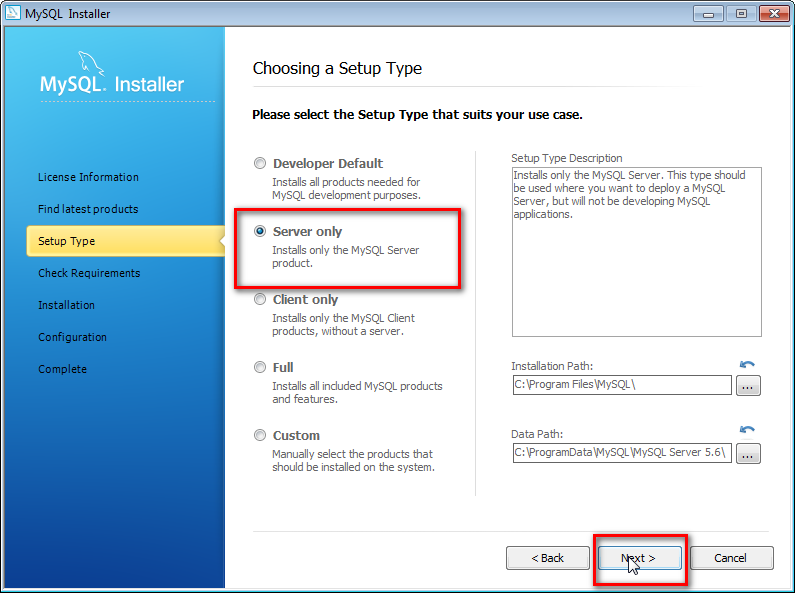 MySQL Installer
MySQL. Installer
License Information
Find latest products
Setup Type
Check Requirements
Installation
Configuration
Complete
Choosing a Setup Type
Please select the Setup Type that suits your use case.
Developer Default
Installs all products needed for
MySQL development purposes.
Server only
Installs only the MySQL Server
product.
Client only
Installs only the MySQL Client
products, without a server.
Full
Installs all included MySQL products
and features.
Custom
Manually select the products that
should be installed on the system.
Setup Type Description
Installs only the MySQL Server. This type should
be used where you want to deploy a MySQL
Server, but will not be developing MySQL
applications.
Installation Path:
C:\Program Files\MySQL\
...
Data Path:
C:\ProgramData\MySQL\MySQL Server 5.6\
...
< Back
Next >
Cancel